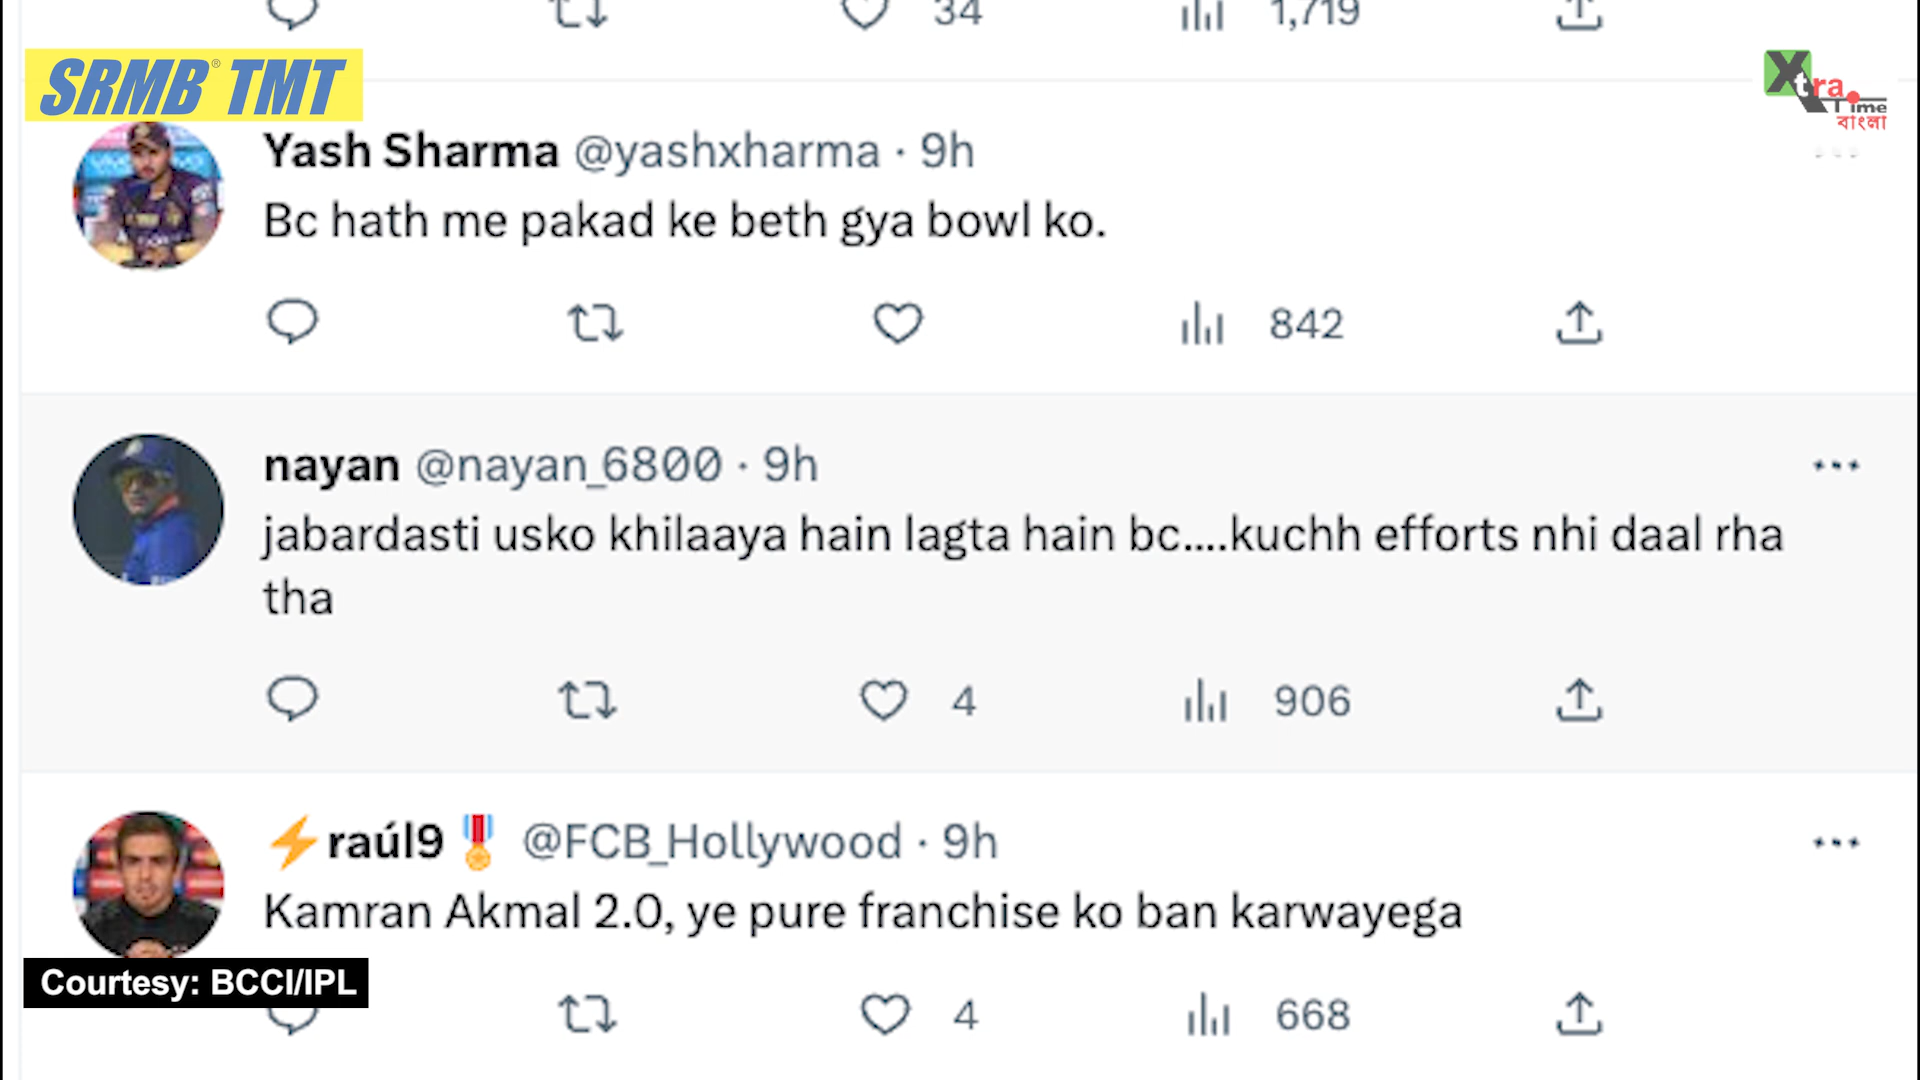 34 1,719
SRMB® TMT
Xtra Time
বাংলা
Yash Sharma @yashxharma · 9h
Bc hath me pakad ke beth gya bowl ko.
842
nayan @nayan_6800 · 9h
jabardasti usko khilaaya hain lagta hain bc....kuchh efforts nhi daal rha
tha
4 906
⚡raúl9🎖️ @FCB_Hollywood · 9h
Kamran Akmal 2.0, ye pure franchise ko ban karwayega
Courtesy: BCCI/IPL
4 668